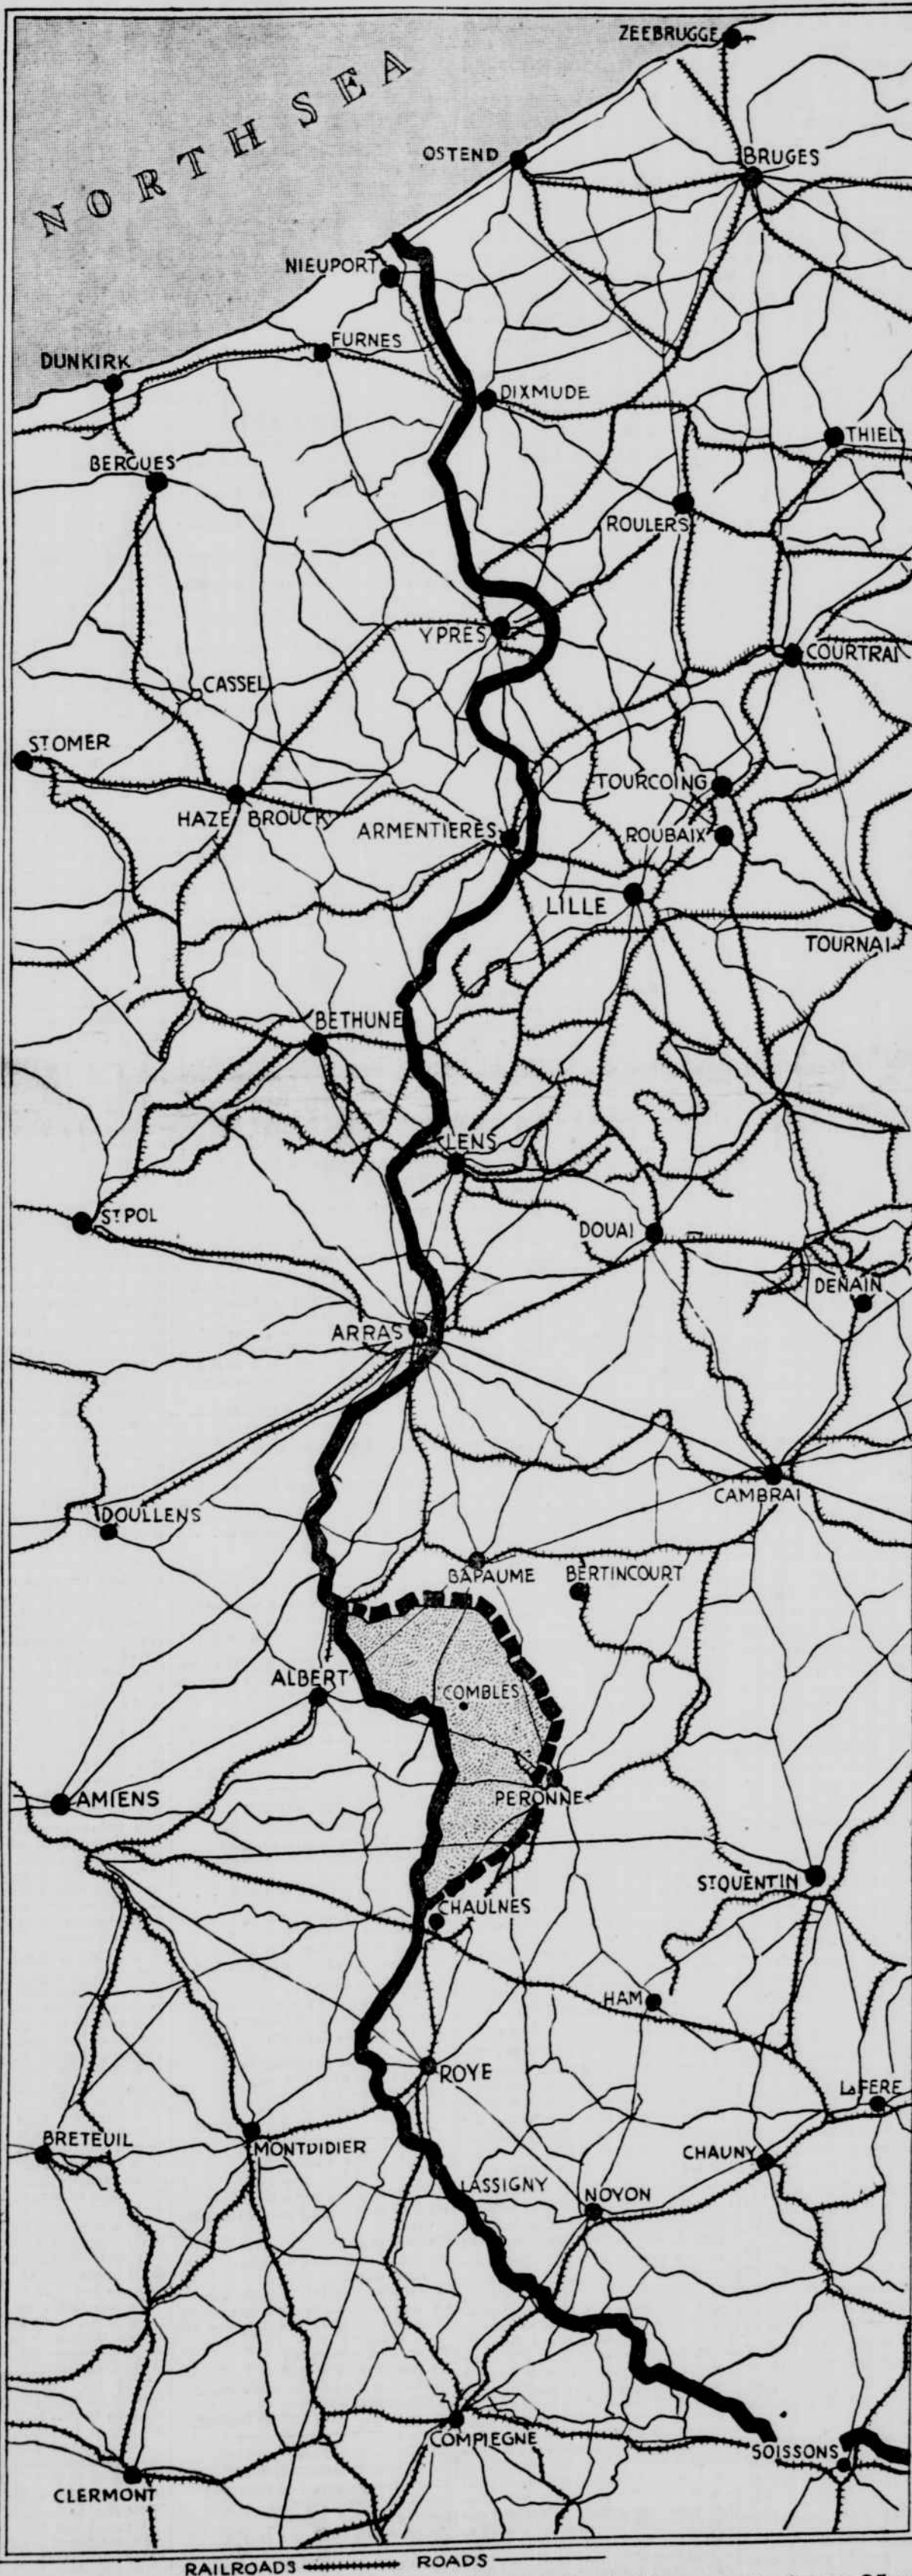 ZEEBRUGGE
NORTH SEA
OSTEND
BRUGES
NIEUPORT
FURNES
DUNKIRK
DIXMUDE
THIELT
BERGUES
ROULERS
YPRES
COURTRAI
CASSEL
ST OMER
TOURCOING
HAZEBROUCK
ARMENTIERES
ROUBAIX
LILLE
TOURNAI
BETHUNE
LENS
ST POL
DOUAI
DENAIN
ARRAS
CAMBRAI
DOULLENS
BAPAUME
BERTINCOURT
ALBERT
COMBLES
AMIENS
PERONNE
ST QUENTIN
CHAULNES
HAM
ROYE
LA FERE
BRETEUIL
MONTDIDIER
CHAUNY
LASSIGNY
NOYON
COMPIEGNE
SOISSONS
CLERMONT
RAILROADS ROADS